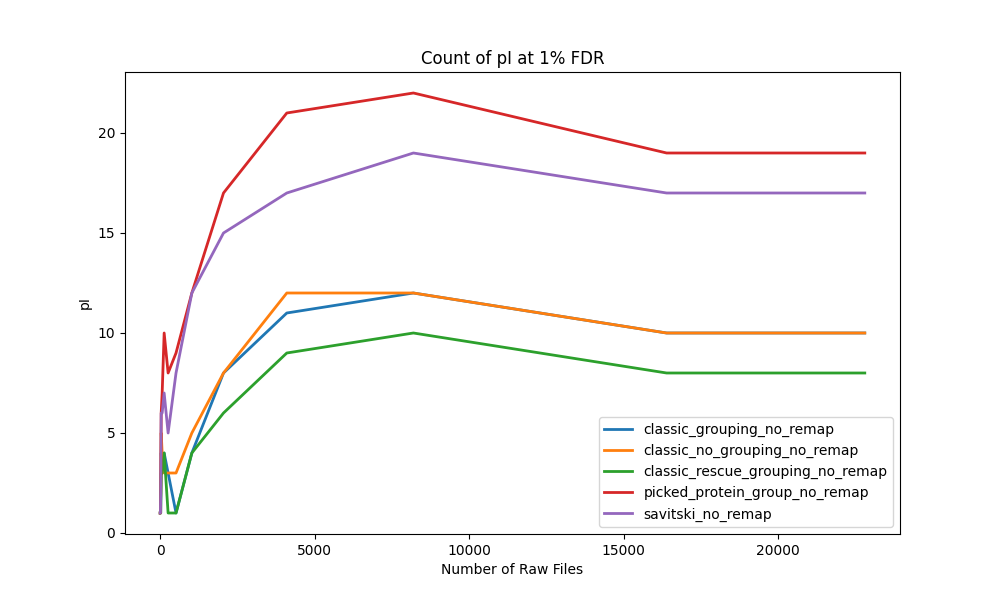 Count of pI at 1% FDR
pI
20
15
10
5
0
0 5000 10000 15000 20000
Number of Raw Files
classic_grouping_no_remap
classic_no_grouping_no_remap
classic_rescue_grouping_no_remap
picked_protein_group_no_remap
savitski_no_remap